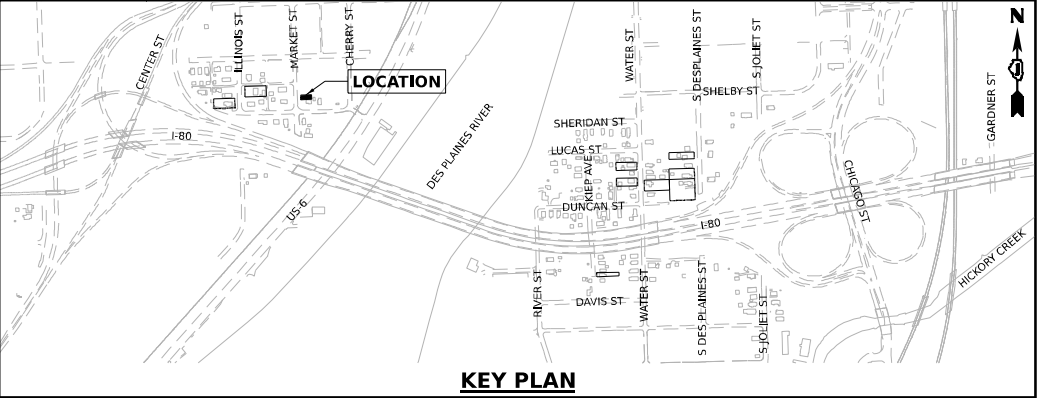 ILLINOIS ST
MARKET ST
CHERRY ST
CENTER ST
LOCATION
I-80
US-6
DES PLAINES RIVER
WATER ST
S DESPLAINES ST
S JOLIET ST
SHELBY ST
SHERIDAN ST
LUCAS ST
DUNCAN ST
I-80
CHICAGO ST
GARDNER ST
N
HICKORY CREEK
RIVER ST
DAVIS ST
WATER ST
S DES PLAINES ST
S JOLIET ST
KEY PLAN